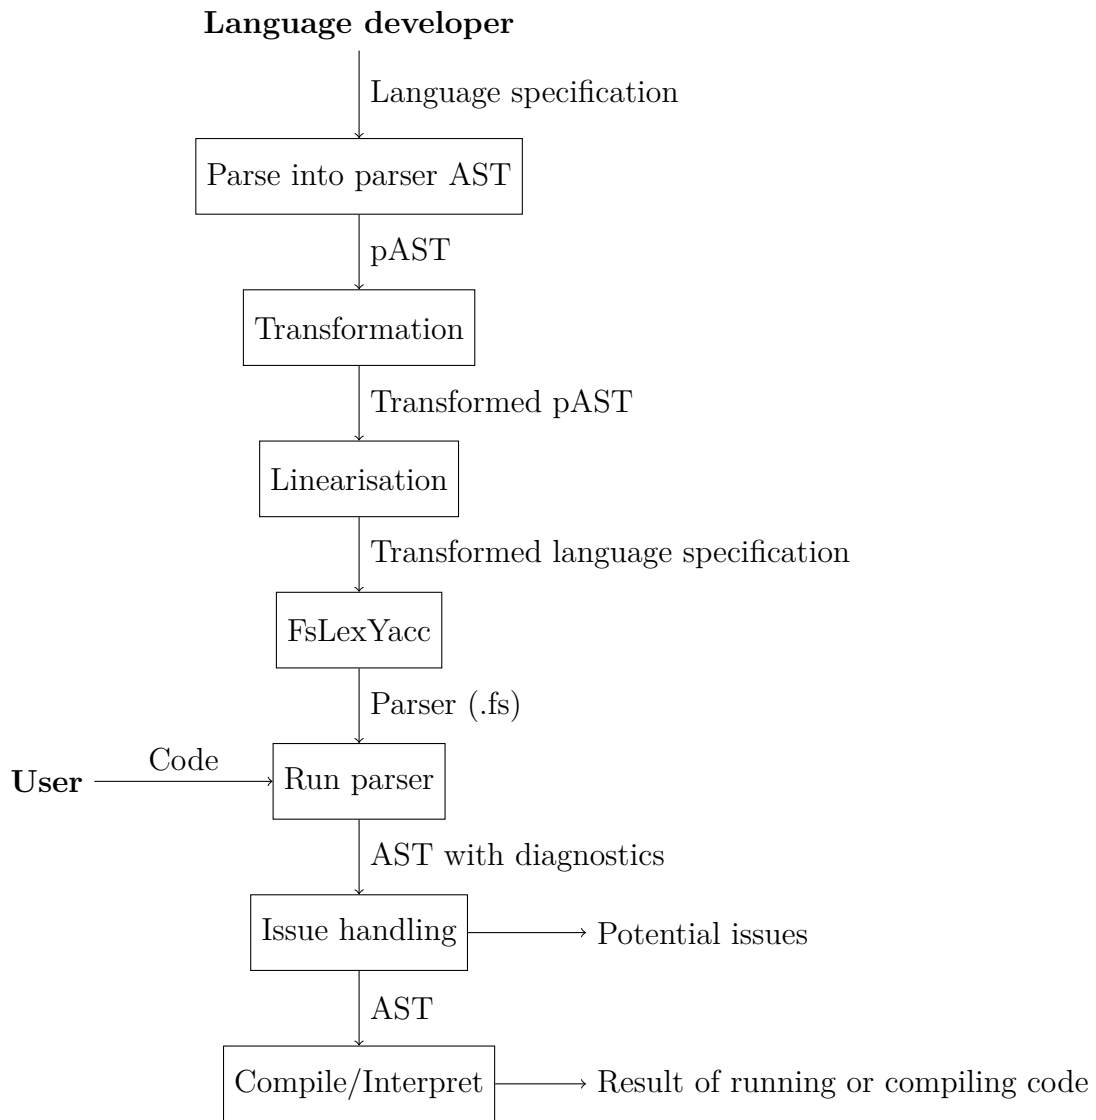 Language developer
Language specification
Parse into parser AST
pAST
Transformation
Transformed pAST
Linearisation
Transformed language specification
FsLexYacc
Parser (.fs)
Code
User
Run parser
AST with diagnostics
Issue handling
Potential issues
AST
Compile/Interpret
Result of running or compiling code